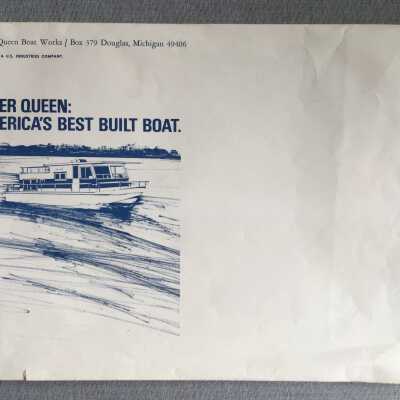 Queen Boat Works / Box 379 Douglas, Michigan 49406
A U.S. INDUSTRIES COMPANY.
ER QUEEN:
ERICA'S BEST BUILT BOAT.